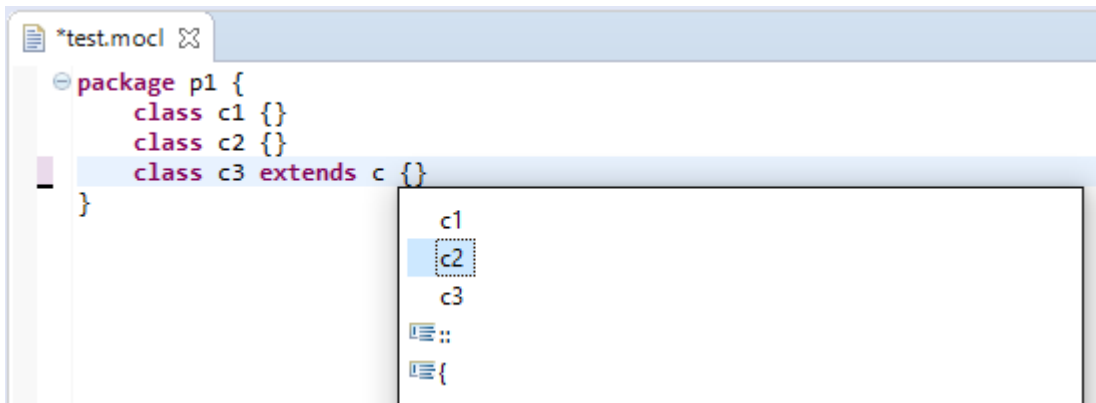 *test.mocl
package p1 {
class c1 {}
class c2 {}
class c3 extends c {}
}
c1
c2
c3
::
{